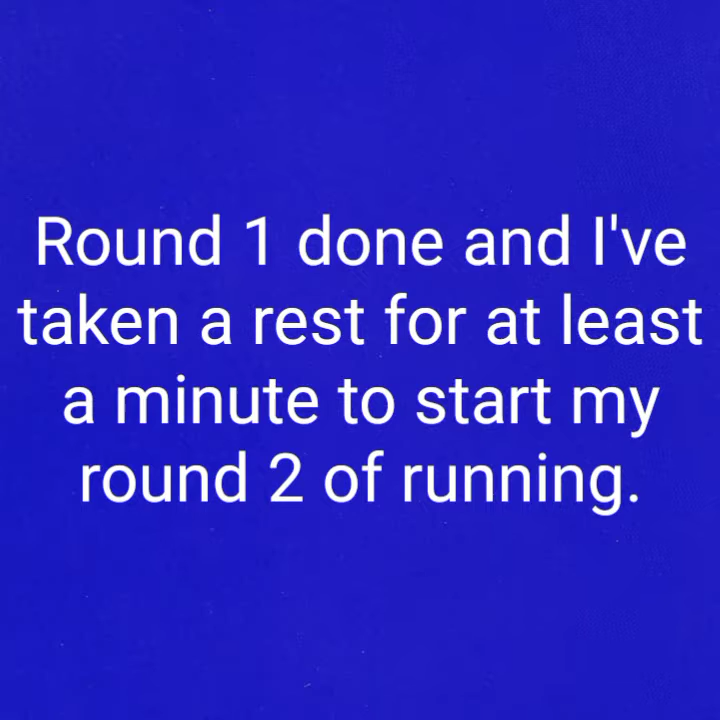 Round 1 done and I've
taken a rest for at least
a minute to start my
round 2 of running.